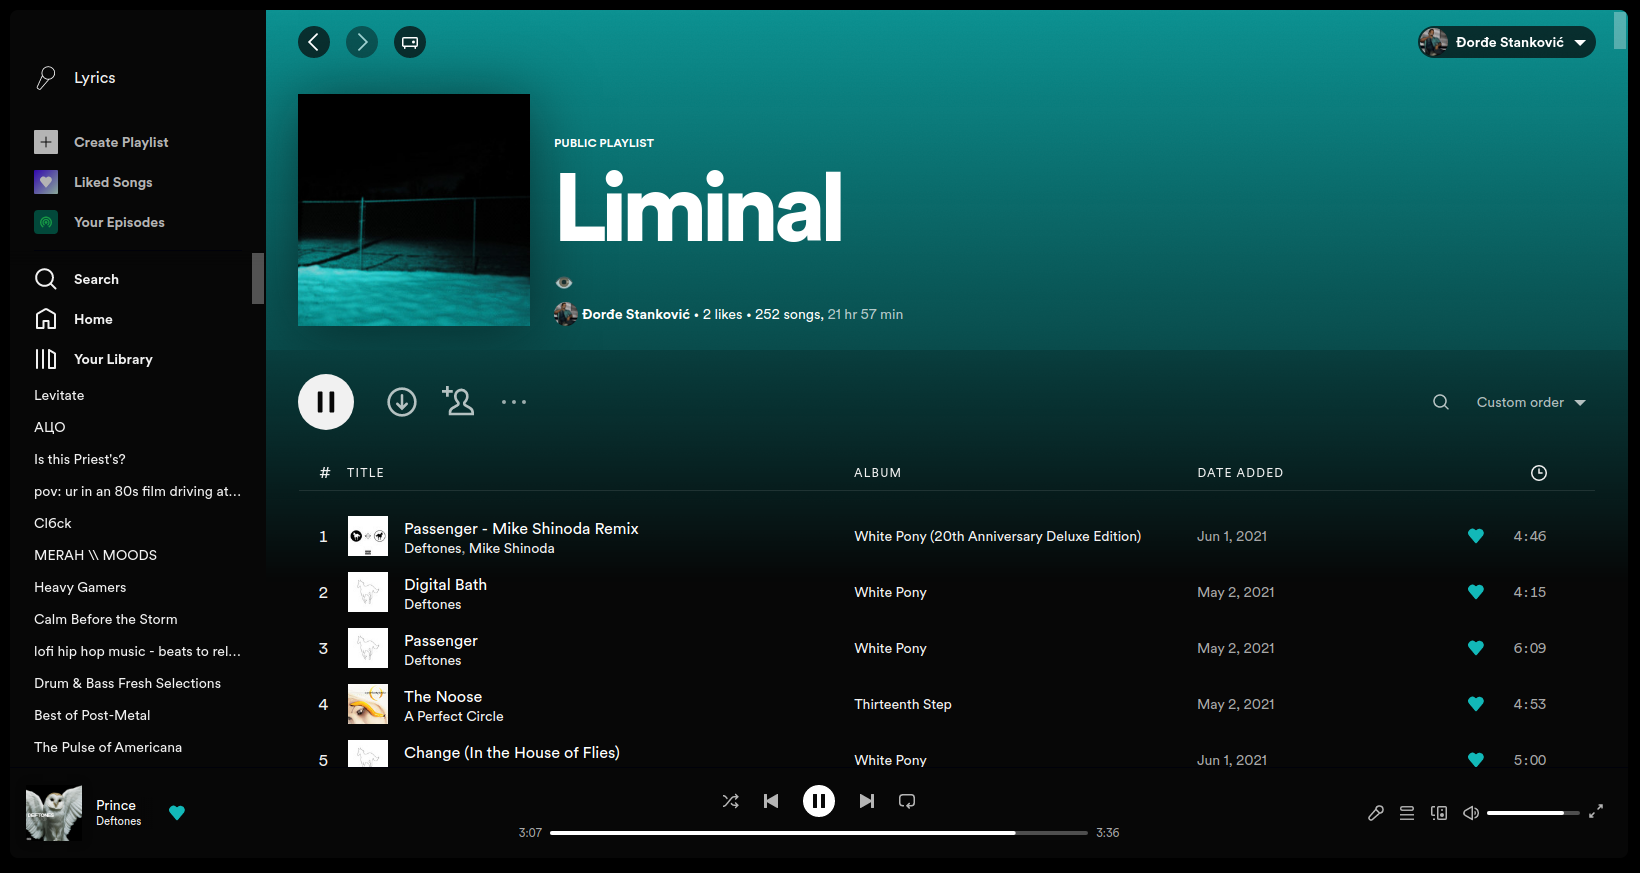 Lyrics
Create Playlist
Liked Songs
Your Episodes
Search
Home
Your Library
Levitate
АЦО
Is this Priest's?
pov: ur in an 80s film driving at...
Cl6ck
MERAH \\ MOODS
Heavy Gamers
Calm Before the Storm
lofi hip hop music - beats to rel...
Drum & Bass Fresh Selections
Best of Post-Metal
The Pulse of Americana
Đorđe Stanković
PUBLIC PLAYLIST
Liminal
Đorđe Stanković • 2 likes • 252 songs, 21 hr 57 min
Custom order
# TITLE ALBUM DATE ADDED
1 Passenger - Mike Shinoda Remix White Pony (20th Anniversary Deluxe Edition) Jun 1, 2021 4:46
Deftones, Mike Shinoda
2 Digital Bath White Pony May 2, 2021 4:15
Deftones
3 Passenger White Pony May 2, 2021 6:09
Deftones
4 The Noose Thirteenth Step May 2, 2021 4:53
A Perfect Circle
5 Change (In the House of Flies) White Pony Jun 1, 2021 5:00
DEFTONES
Prince
Deftones
3:07 3:36